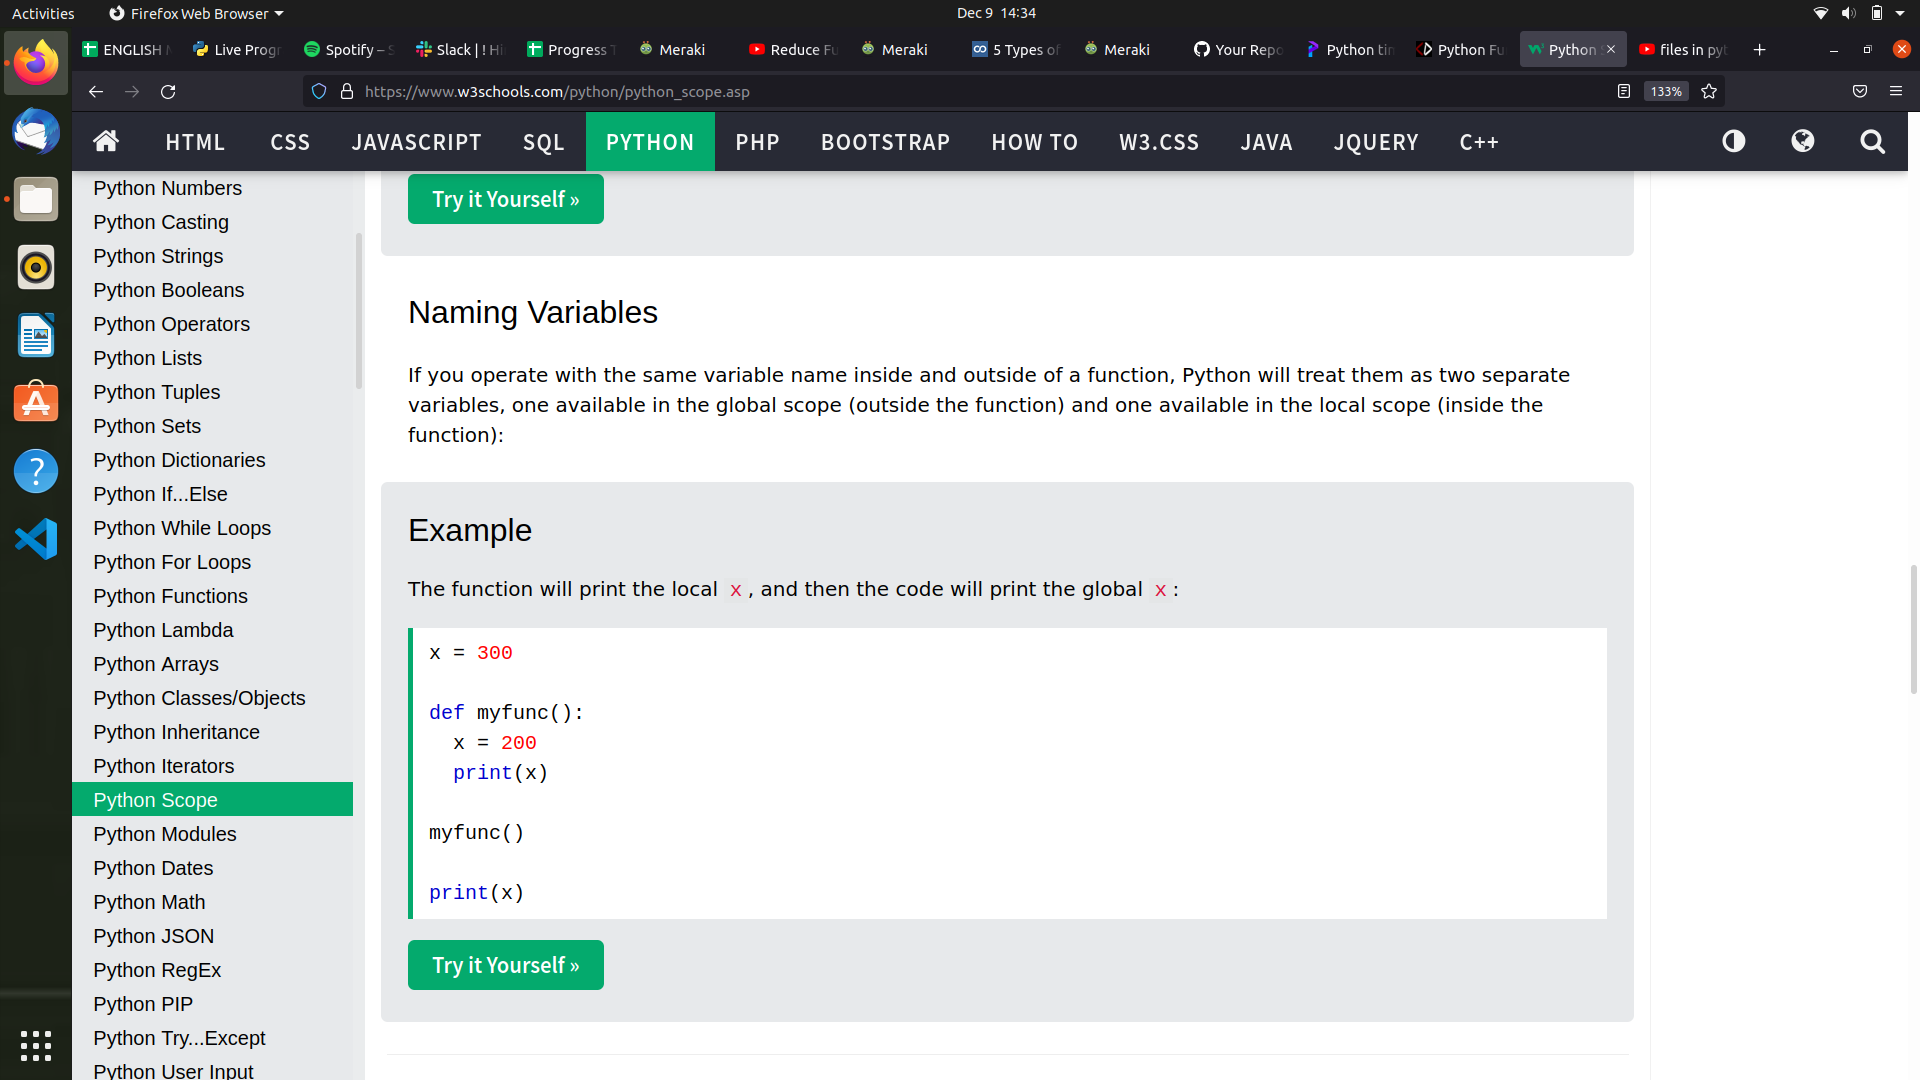 Activities
Firefox Web Browser
Dec 9 14:34
ENGLISH
Live Progr
Spotify –
Slack | ! Hi
Progress
Meraki
Reduce Fu
Meraki
5 Types of
Meraki
Your Repo
Python tim
Python Fu
Python
files in pyt
https://www.w3schools.com/python/python_scope.asp
133%
HTML
CSS
JAVASCRIPT
SQL
PYTHON
PHP
BOOTSTRAP
HOW TO
W3.CSS
JAVA
JQUERY
C++
Python Numbers
Python Casting
Python Strings
Python Booleans
Python Operators
Python Lists
Python Tuples
Python Sets
Python Dictionaries
Python If...Else
Python While Loops
Python For Loops
Python Functions
Python Lambda
Python Arrays
Python Classes/Objects
Python Inheritance
Python Iterators
Python Scope
Python Modules
Python Dates
Python Math
Python JSON
Python RegEx
Python PIP
Python Try...Except
Python User Input
Try it Yourself »
Naming Variables
If you operate with the same variable name inside and outside of a function, Python will treat them as two separate
variables, one available in the global scope (outside the function) and one available in the local scope (inside the
function):
Example
The function will print the local x, and then the code will print the global x:
x = 300
def myfunc():
  x = 200
  print(x)
myfunc()
print(x)
Try it Yourself »